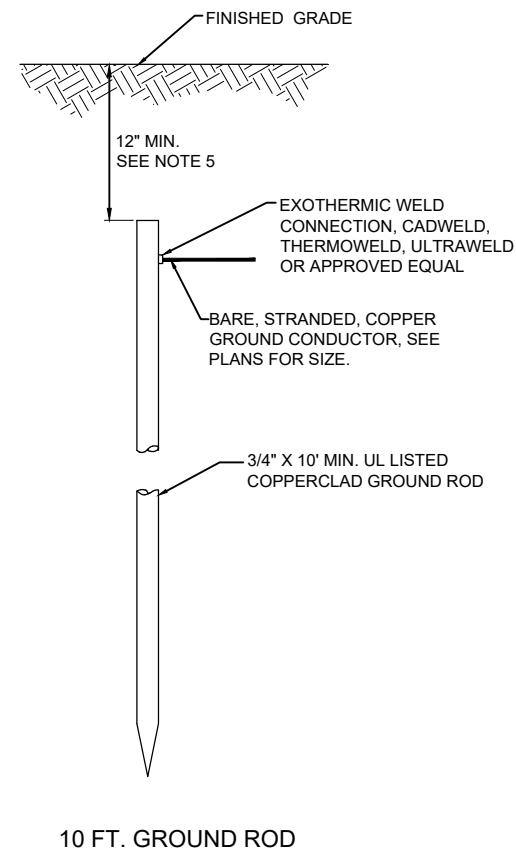 FINISHED GRADE
12" MIN.
SEE NOTE 5
EXOTHERMIC WELD
CONNECTION, CADWELD,
THERMOWELD, ULTRAWELD
OR APPROVED EQUAL
BARE, STRANDED, COPPER
GROUND CONDUCTOR, SEE
PLANS FOR SIZE.
3/4" X 10' MIN. UL LISTED
COPPERCLAD GROUND ROD
10 FT. GROUND ROD